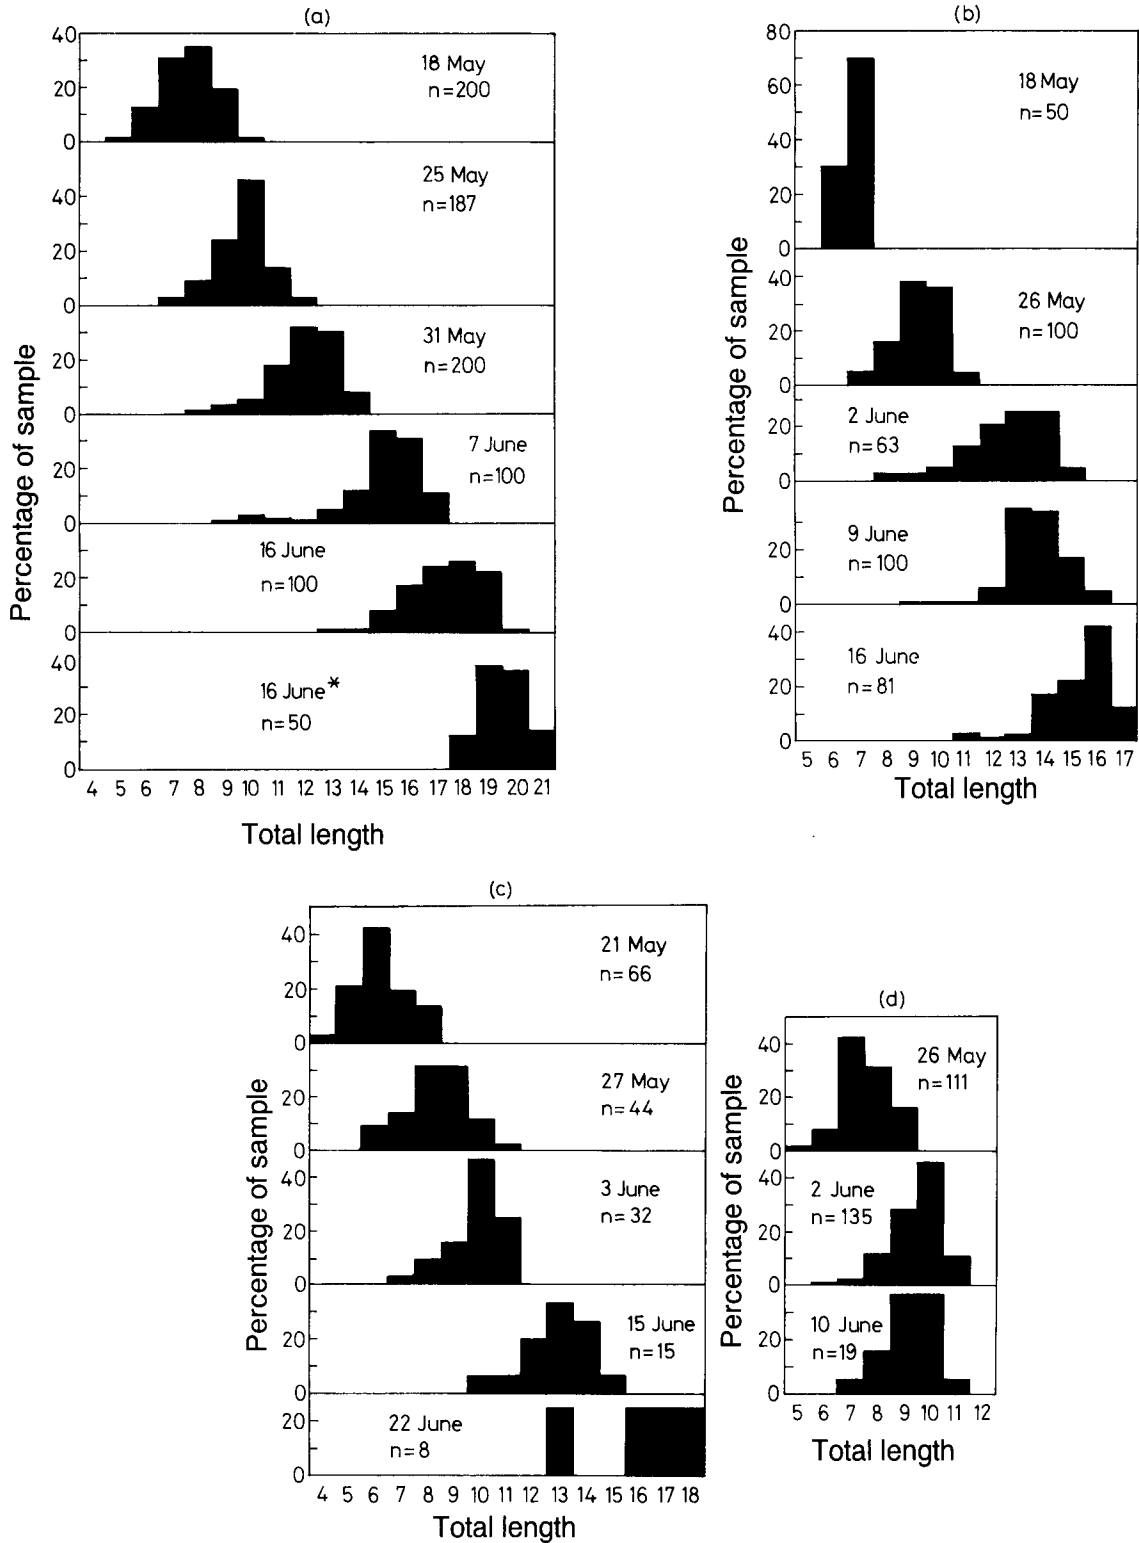 (a)
40
20
0
18 May
n=200
40
20
0
25 May
n=187
20
0
31 May
n=200
20
0
7 June
n=100
20
0
16 June
n=100
40
20
0
16 June*
n=50
4 5 6 7 8 9 10 11 12 13 14 15 16 17 18 19 20 21
Total length
Percentage of sample
(b)
80
60
40
20
0
18 May
n=50
40
20
0
26 May
n=100
20
0
2 June
n=63
20
0
9 June
n=100
40
20
0
16 June
n=81
5 6 7 8 9 10 11 12 13 14 15 16 17
Total length
Percentage of sample
(c)
40
20
0
21 May
n=66
20
0
27 May
n=44
40
20
0
3 June
n=32
20
0
15 June
n=15
20
0
22 June
n=8
4 5 6 7 8 9 10 11 12 13 14 15 16 17 18
Total length
Percentage of sample
(d)
40
20
0
26 May
n=111
40
20
0
2 June
n=135
20
0
10 June
n=19
5 6 7 8 9 10 11 12
Total length
Percentage of sample